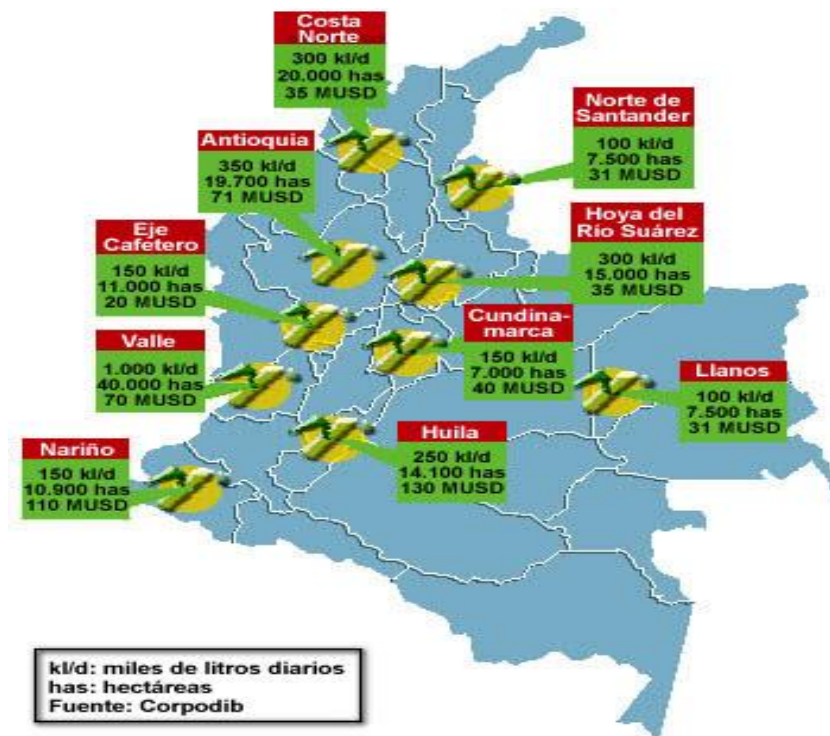 Costa
Norte
300 kl/d
20.000 has
35 MUSD
Norte de
Santander
100 kl/d
7.500 has
31 MUSD
Antioquia
350 kl/d
19.700 has
71 MUSD
Hoya del
Río Suárez
300 kl/d
15.000 has
35 MUSD
Eje
Cafetero
150 kl/d
11.000 has
20 MUSD
Cundina-
marca
150 kl/d
7.000 has
40 MUSD
Valle
1.000 kl/d
40.000 has
70 MUSD
Llanos
100 kl/d
7.500 has
31 MUSD
Huila
250 kl/d
14.100 has
130 MUSD
Nariño
150 kl/d
10.900 has
110 MUSD
kl/d: miles de litros diarios
has: hectáreas
Fuente: Corpodib